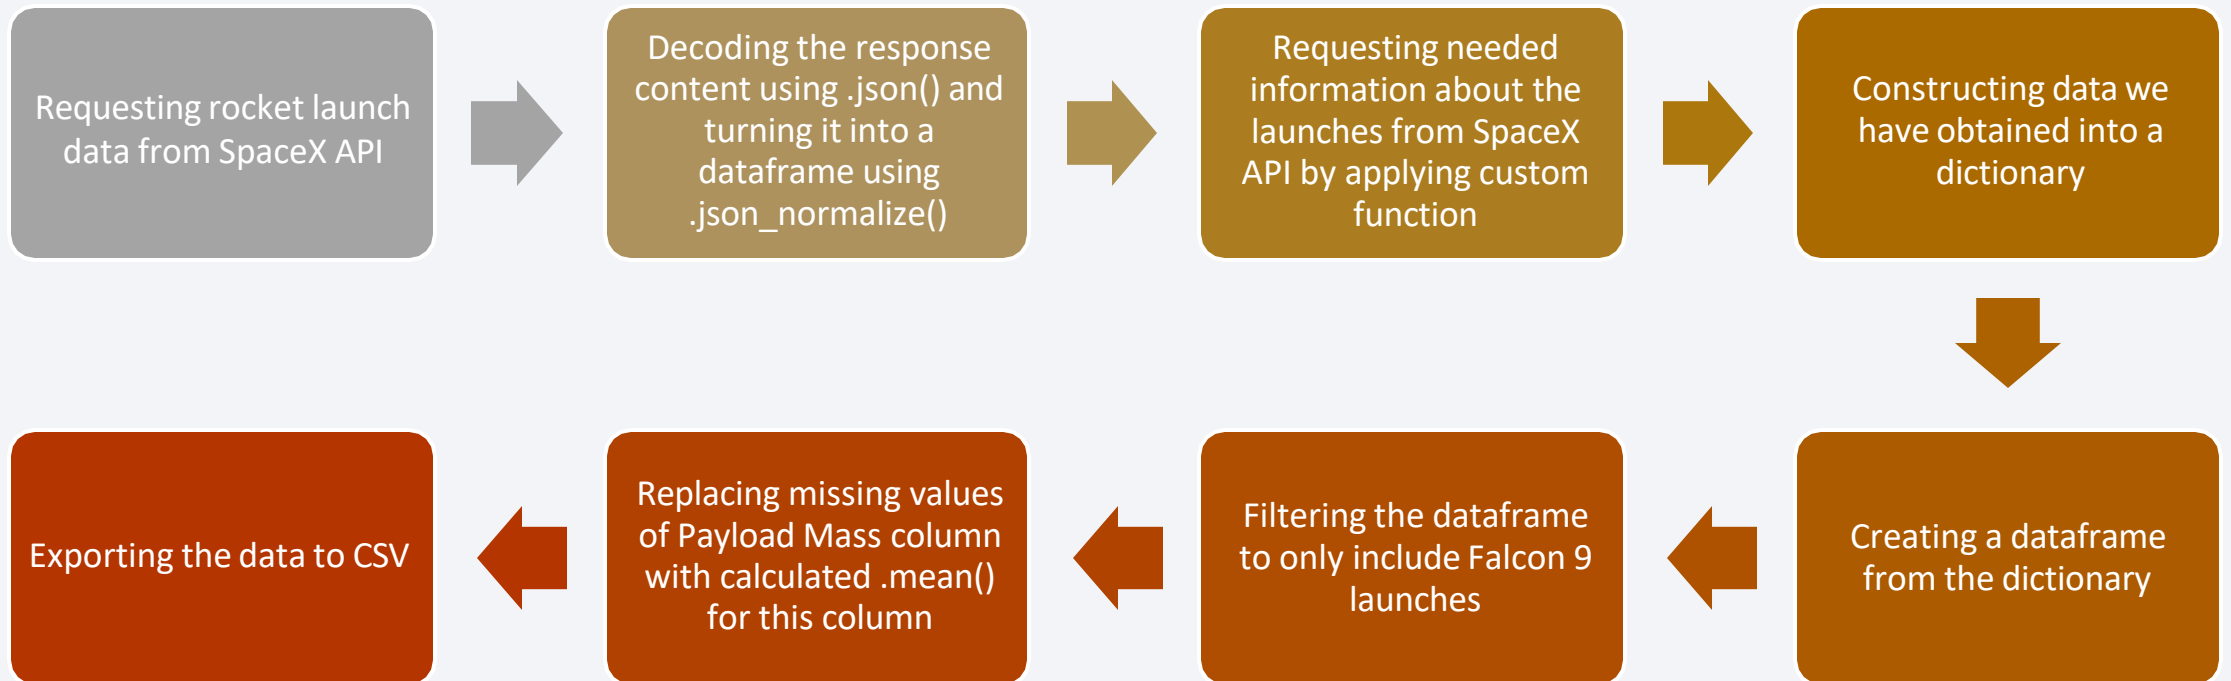 Requesting rocket launch
data from SpaceX API
Decoding the response
content using .json() and
turning it into a
dataframe using
.json_normalize()
Requesting needed
information about the
launches from SpaceX
API by applying custom
function
Constructing data we
have obtained into a
dictionary
Creating a dataframe
from the dictionary
Filtering the dataframe
to only include Falcon 9
launches
Replacing missing values
of Payload Mass column
with calculated .mean()
for this column
Exporting the data to CSV